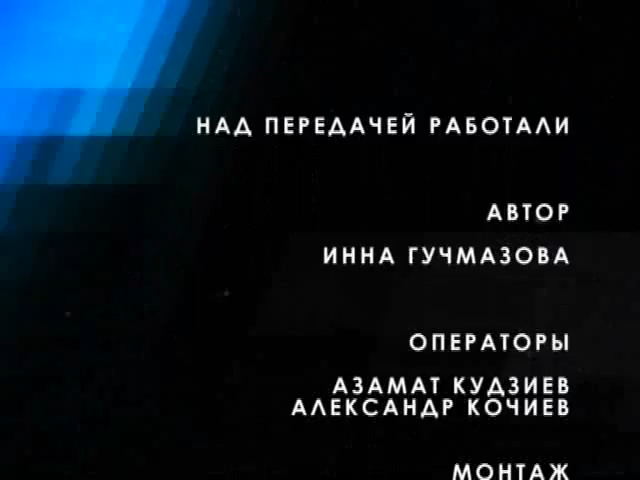 НАД ПЕРЕДАЧЕЙ РАБОТАЛИ
АВТОР
ИННА ГУЧМАЗОВА
ОПЕРАТОРЫ
АЗАМАТ КУДЗИЕВ
АЛЕКСАНДР КОЧИЕВ
МОНТАЖ